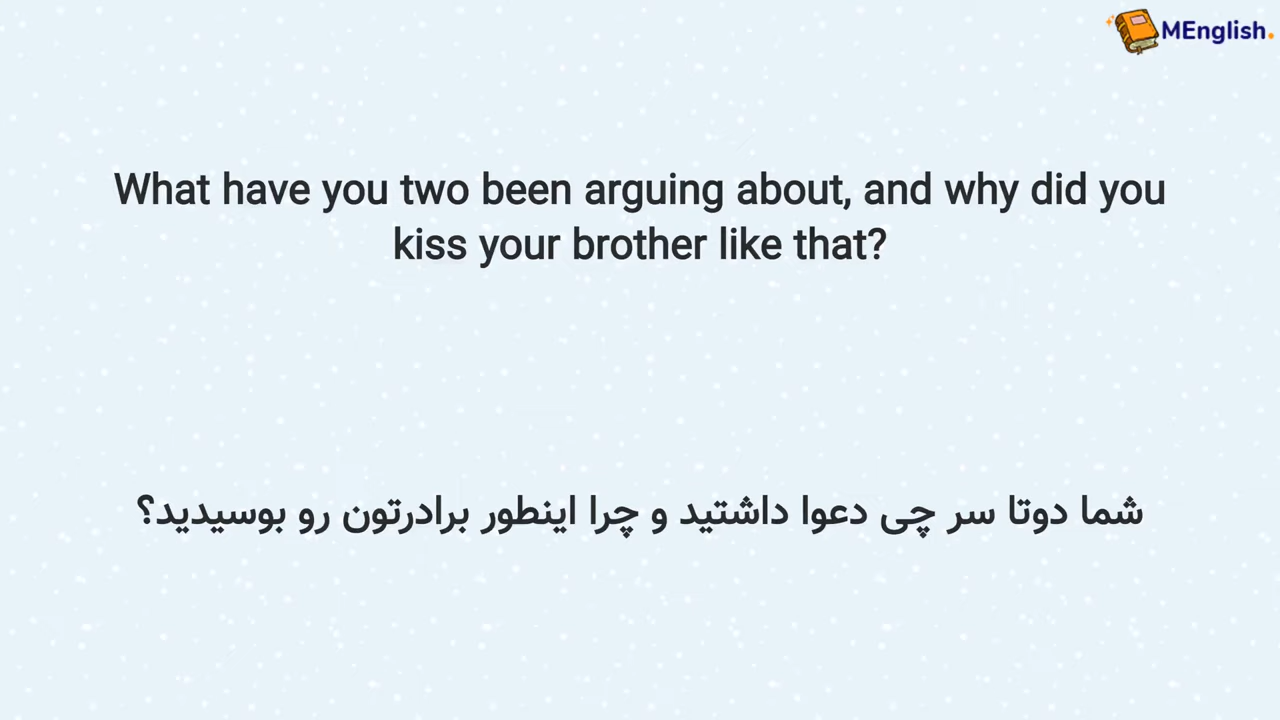 MEnglish.
What have you two been arguing about, and why did you
kiss your brother like that?
شما دوتا سر چی دعوا داشتید و چرا اینطور برادرتون رو بوسیدید؟